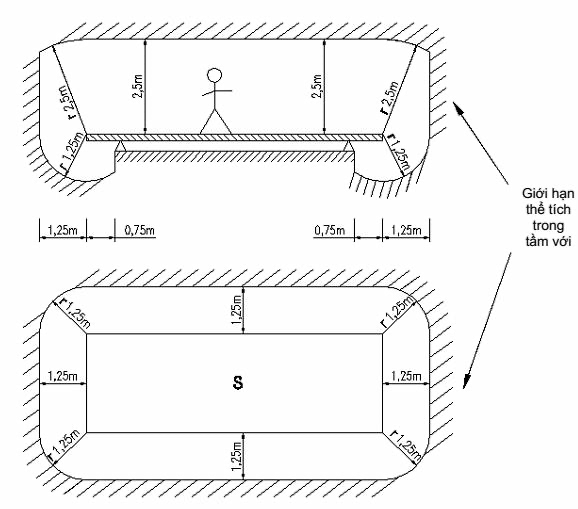 2,5m
2,5m
r 2,5m
r 2,5m
r 1,25m
r 1,25m
Giới hạn
thể tích
trong
tầm với
1,25m
0,75m
0,75m
1,25m
r 1,25m
1,25m
r 1,25m
1,25m
S
1,25m
r 1,25m
1,25m
r 1,25m